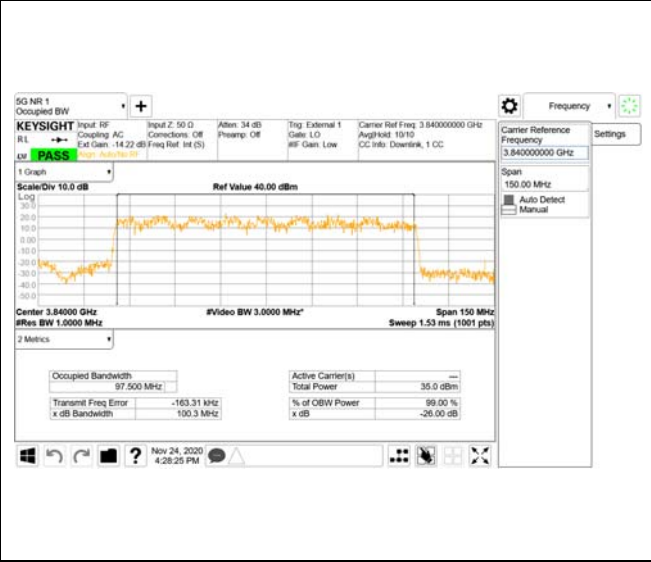 5G NR 1
Occupied BW
+
Frequency
KEYSIGHT
R L
PASS
Input: RF
Coupling: AC
Ext Gain: -14.22 dB
Align: Auto/No RF
Input Z: 50 Ω
Corrections: Off
Freq Ref: Int (S)
Atten: 34 dB
Preamp: Off
Trig: External 1
Gate: LO
#IF Gain: Low
Carrier Ref Freq: 3.840000000 GHz
Avg|Hold: 10/10
CC Info: Downlink, 1 CC
Carrier Reference
Frequency
3.840000000 GHz
Settings
Span
150.00 MHz
Auto Detect
Manual
1 Graph
Scale/Div 10.0 dB
Ref Value 40.00 dBm
Log
30.0
20.0
10.0
0.00
-10.0
-20.0
-30.0
-40.0
-50.0
Center 3.84000 GHz
#Video BW 3.0000 MHz*
Span 150 MHz
#Res BW 1.0000 MHz
Sweep 1.53 ms (1001 pts)
2 Metrics
Occupied Bandwidth
97.500 MHz
Transmit Freq Error -163.31 kHz
x dB Bandwidth 100.3 MHz
Active Carrier(s) ---
Total Power 35.0 dBm
% of OBW Power 99.00 %
x dB -26.00 dB
?
Nov 24, 2020
4:28:25 PM